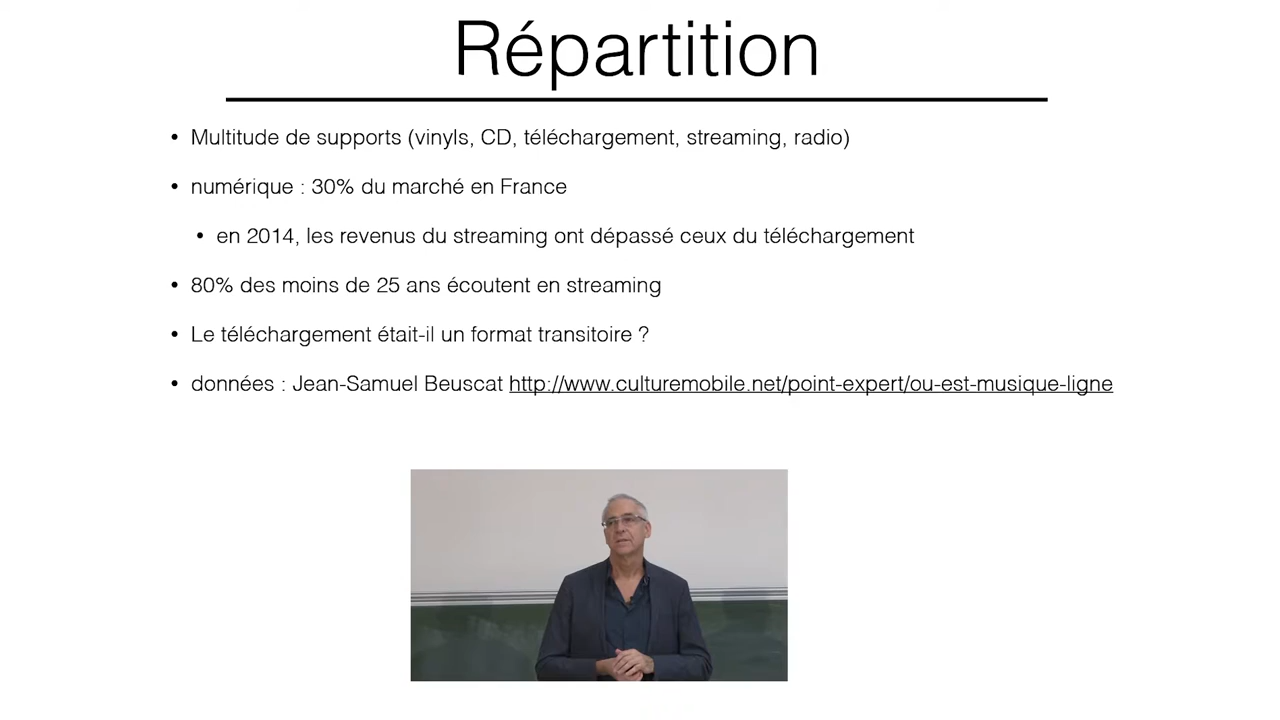 Répartition
• Multitude de supports (vinyls, CD, téléchargement, streaming, radio)
• numérique : 30% du marché en France
• en 2014, les revenus du streaming ont dépassé ceux du téléchargement
• 80% des moins de 25 ans écoutent en streaming
• Le téléchargement était-il un format transitoire ?
• données : Jean-Samuel Beuscat http://www.culturemobile.net/point-expert/ou-est-musique-ligne